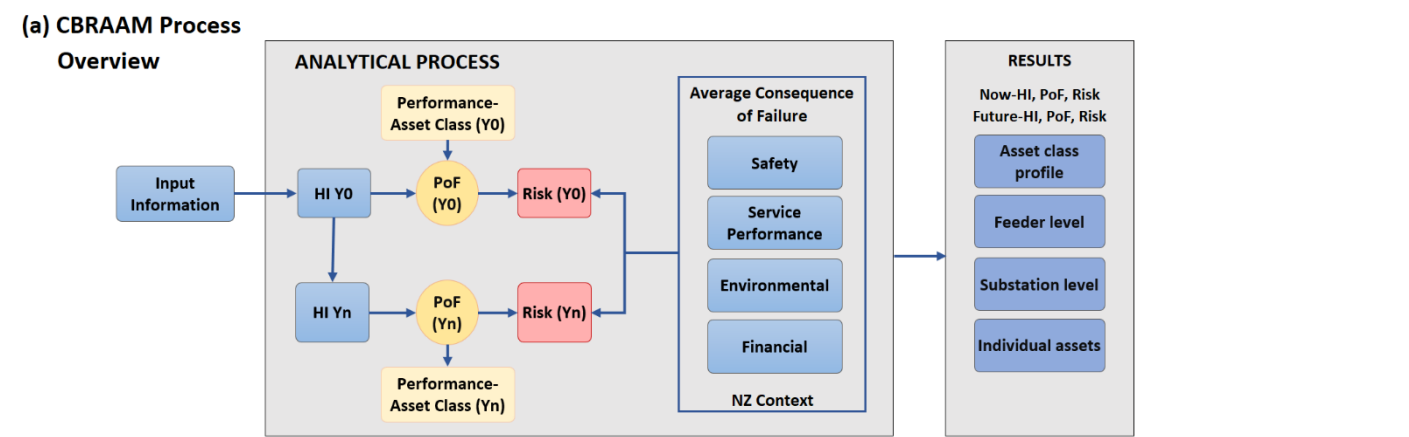 (a) CBRAAM Process
Overview
ANALYTICAL PROCESS
Performance-
Asset Class (Y0)
Input
Information
HI Y0
PoF
(Y0)
Risk (Y0)
HI Yn
PoF
(Yn)
Risk (Yn)
Performance-
Asset Class (Yn)
Average Consequence
of Failure
Safety
Service
Performance
Environmental
Financial
NZ Context
RESULTS
Now-HI, PoF, Risk
Future-HI, PoF, Risk
Asset class
profile
Feeder level
Substation level
Individual assets